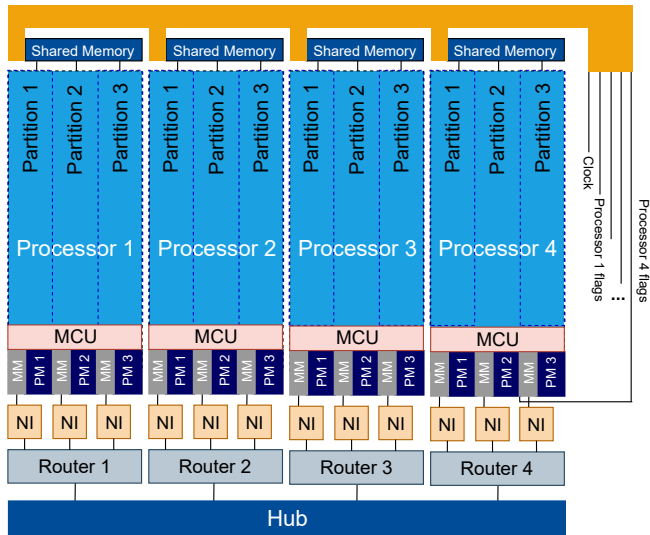 Shared Memory
Shared Memory
Shared Memory
Shared Memory
Partition 1
Partition 2
Partition 3
Partition 1
Partition 2
Partition 3
Partition 1
Partition 2
Partition 3
Partition 1
Partition 2
Partition 3
Clock
Processor 1 flags
...
Processor 4 flags
Processor 1
Processor 2
Processor 3
Processor 4
MCU
MCU
MCU
MCU
MM
PM 1
MM
PM 2
MM
PM 3
MM
PM 1
MM
PM 2
MM
PM 3
MM
PM 1
MM
PM 2
MM
PM 3
MM
PM 1
MM
PM 2
MM
PM 3
NI
NI
NI
NI
NI
NI
NI
NI
NI
NI
NI
NI
Router 1
Router 2
Router 3
Router 4
Hub